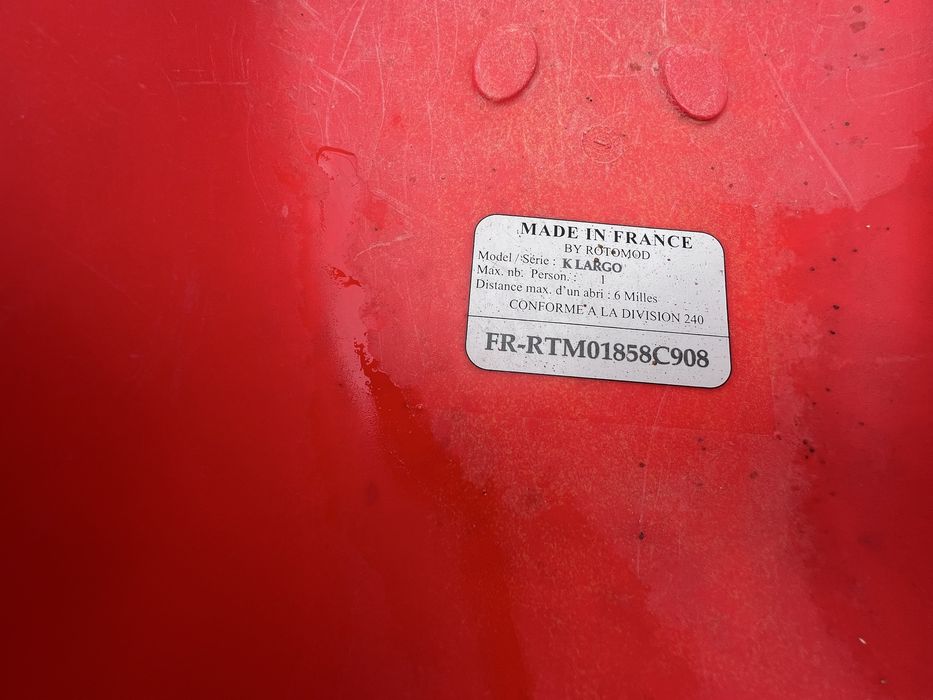 MADE IN FRANCE
BY ROTOMOD
Model / Série : K LARGO
Max. nb. Person. : 1
Distance max. d'un abri : 6 Milles
CONFORME A LA DIVISION 240
FR-RTM01858C908